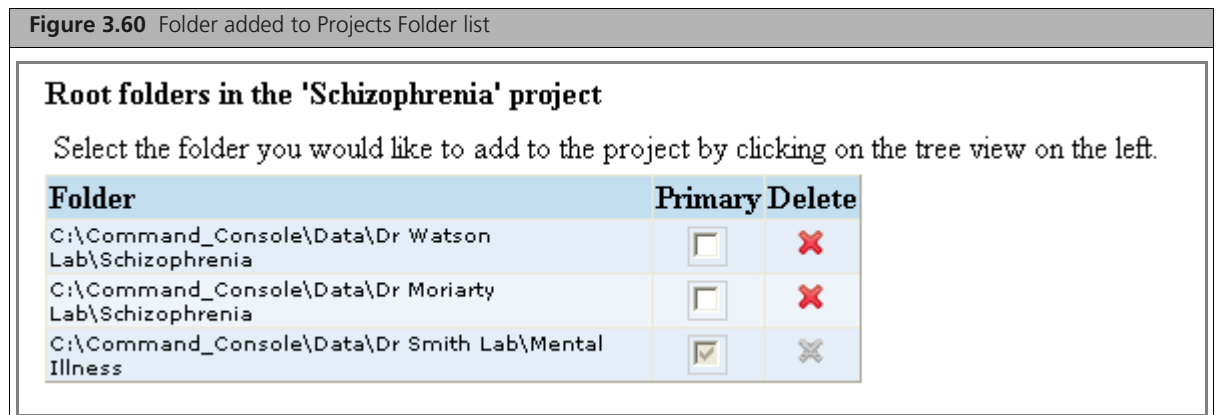 Figure 3.60 Folder added to Projects Folder list
Root folders in the 'Schizophrenia' project
Select the folder you would like to add to the project by clicking on the tree view on the left.
Folder Primary Delete
C:\Command_Console\Data\Dr Watson
Lab\Schizophrenia
C:\Command_Console\Data\Dr Moriarty
Lab\Schizophrenia
C:\Command_Console\Data\Dr Smith Lab\Mental
Illness